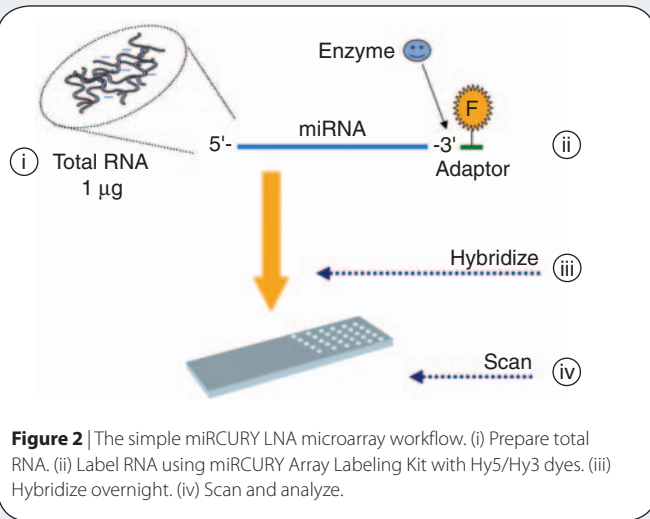 Enzyme
F
5'-
miRNA
-3'
(ii)
(i)
Total RNA
1 µg
Adaptor
Hybridize
(iii)
Scan
(iv)
Figure 2 | The simple miRCURY LNA microarray workflow. (i) Prepare total
RNA. (ii) Label RNA using miRCURY Array Labeling Kit with Hy5/Hy3 dyes. (iii)
Hybridize overnight. (iv) Scan and analyze.